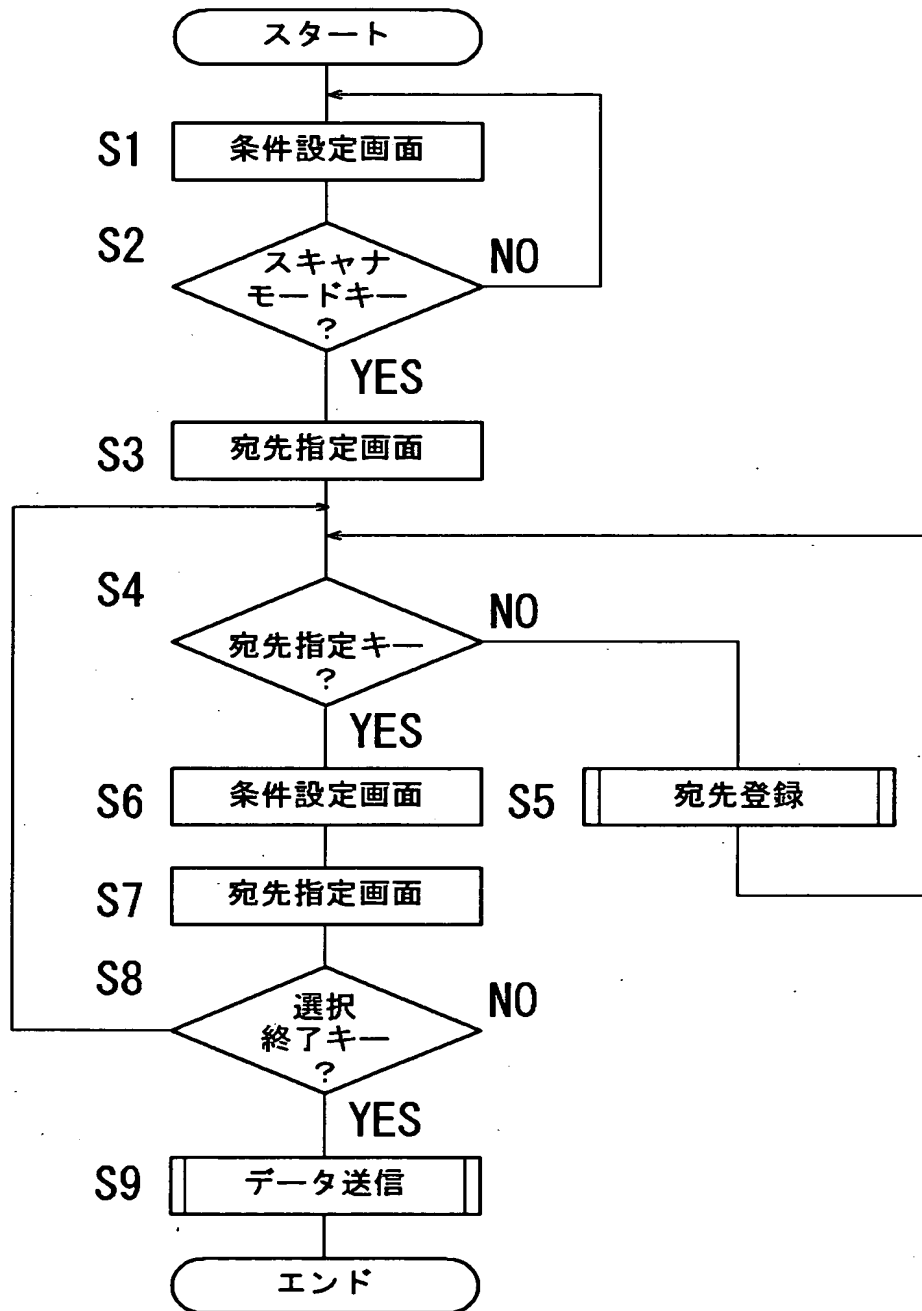 スタート
S1
条件設定画面
S2
スキャナ
モードキー
?
NO
YES
S3
宛先指定画面
S4
宛先指定キー
?
NO
YES
S6
条件設定画面
S5
宛先登録
S7
宛先指定画面
S8
選択
終了キー
?
NO
YES
S9
データ送信
エンド